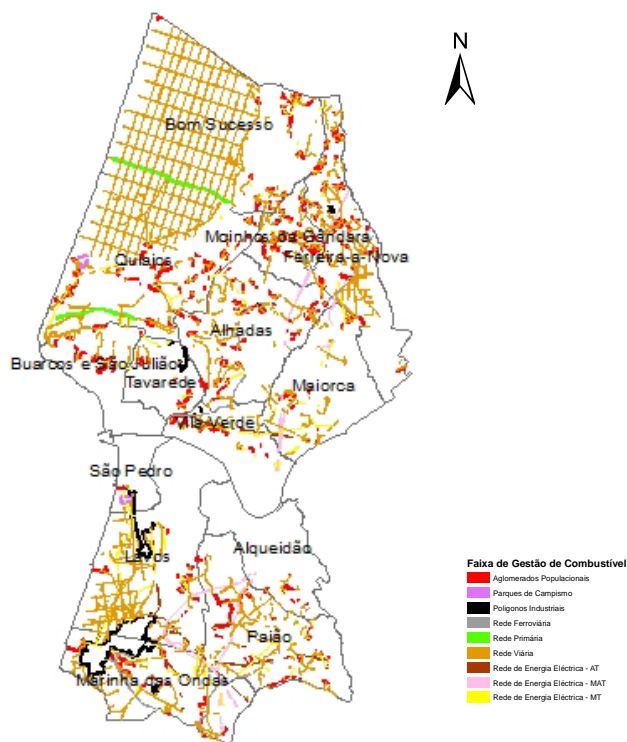 N
Bom Sucesso
Moinhos da Gândara
Quiaios
Ferreira-a-Nova
Alhadas
Buarcos e São Julião
Tavarede
Maiorca
Vila Verde
São Pedro
Lavos
Alqueidão
Paião
Marinha das Ondas
Faixa de Gestão de Combustível
Aglomerados Populacionais
Parques de Campismo
Poligonos Industriais
Rede Ferroviária
Rede Primária
Rede Viária
Rede de Energia Eléctrica - AT
Rede de Energia Eléctrica - MAT
Rede de Energia Eléctrica - MT